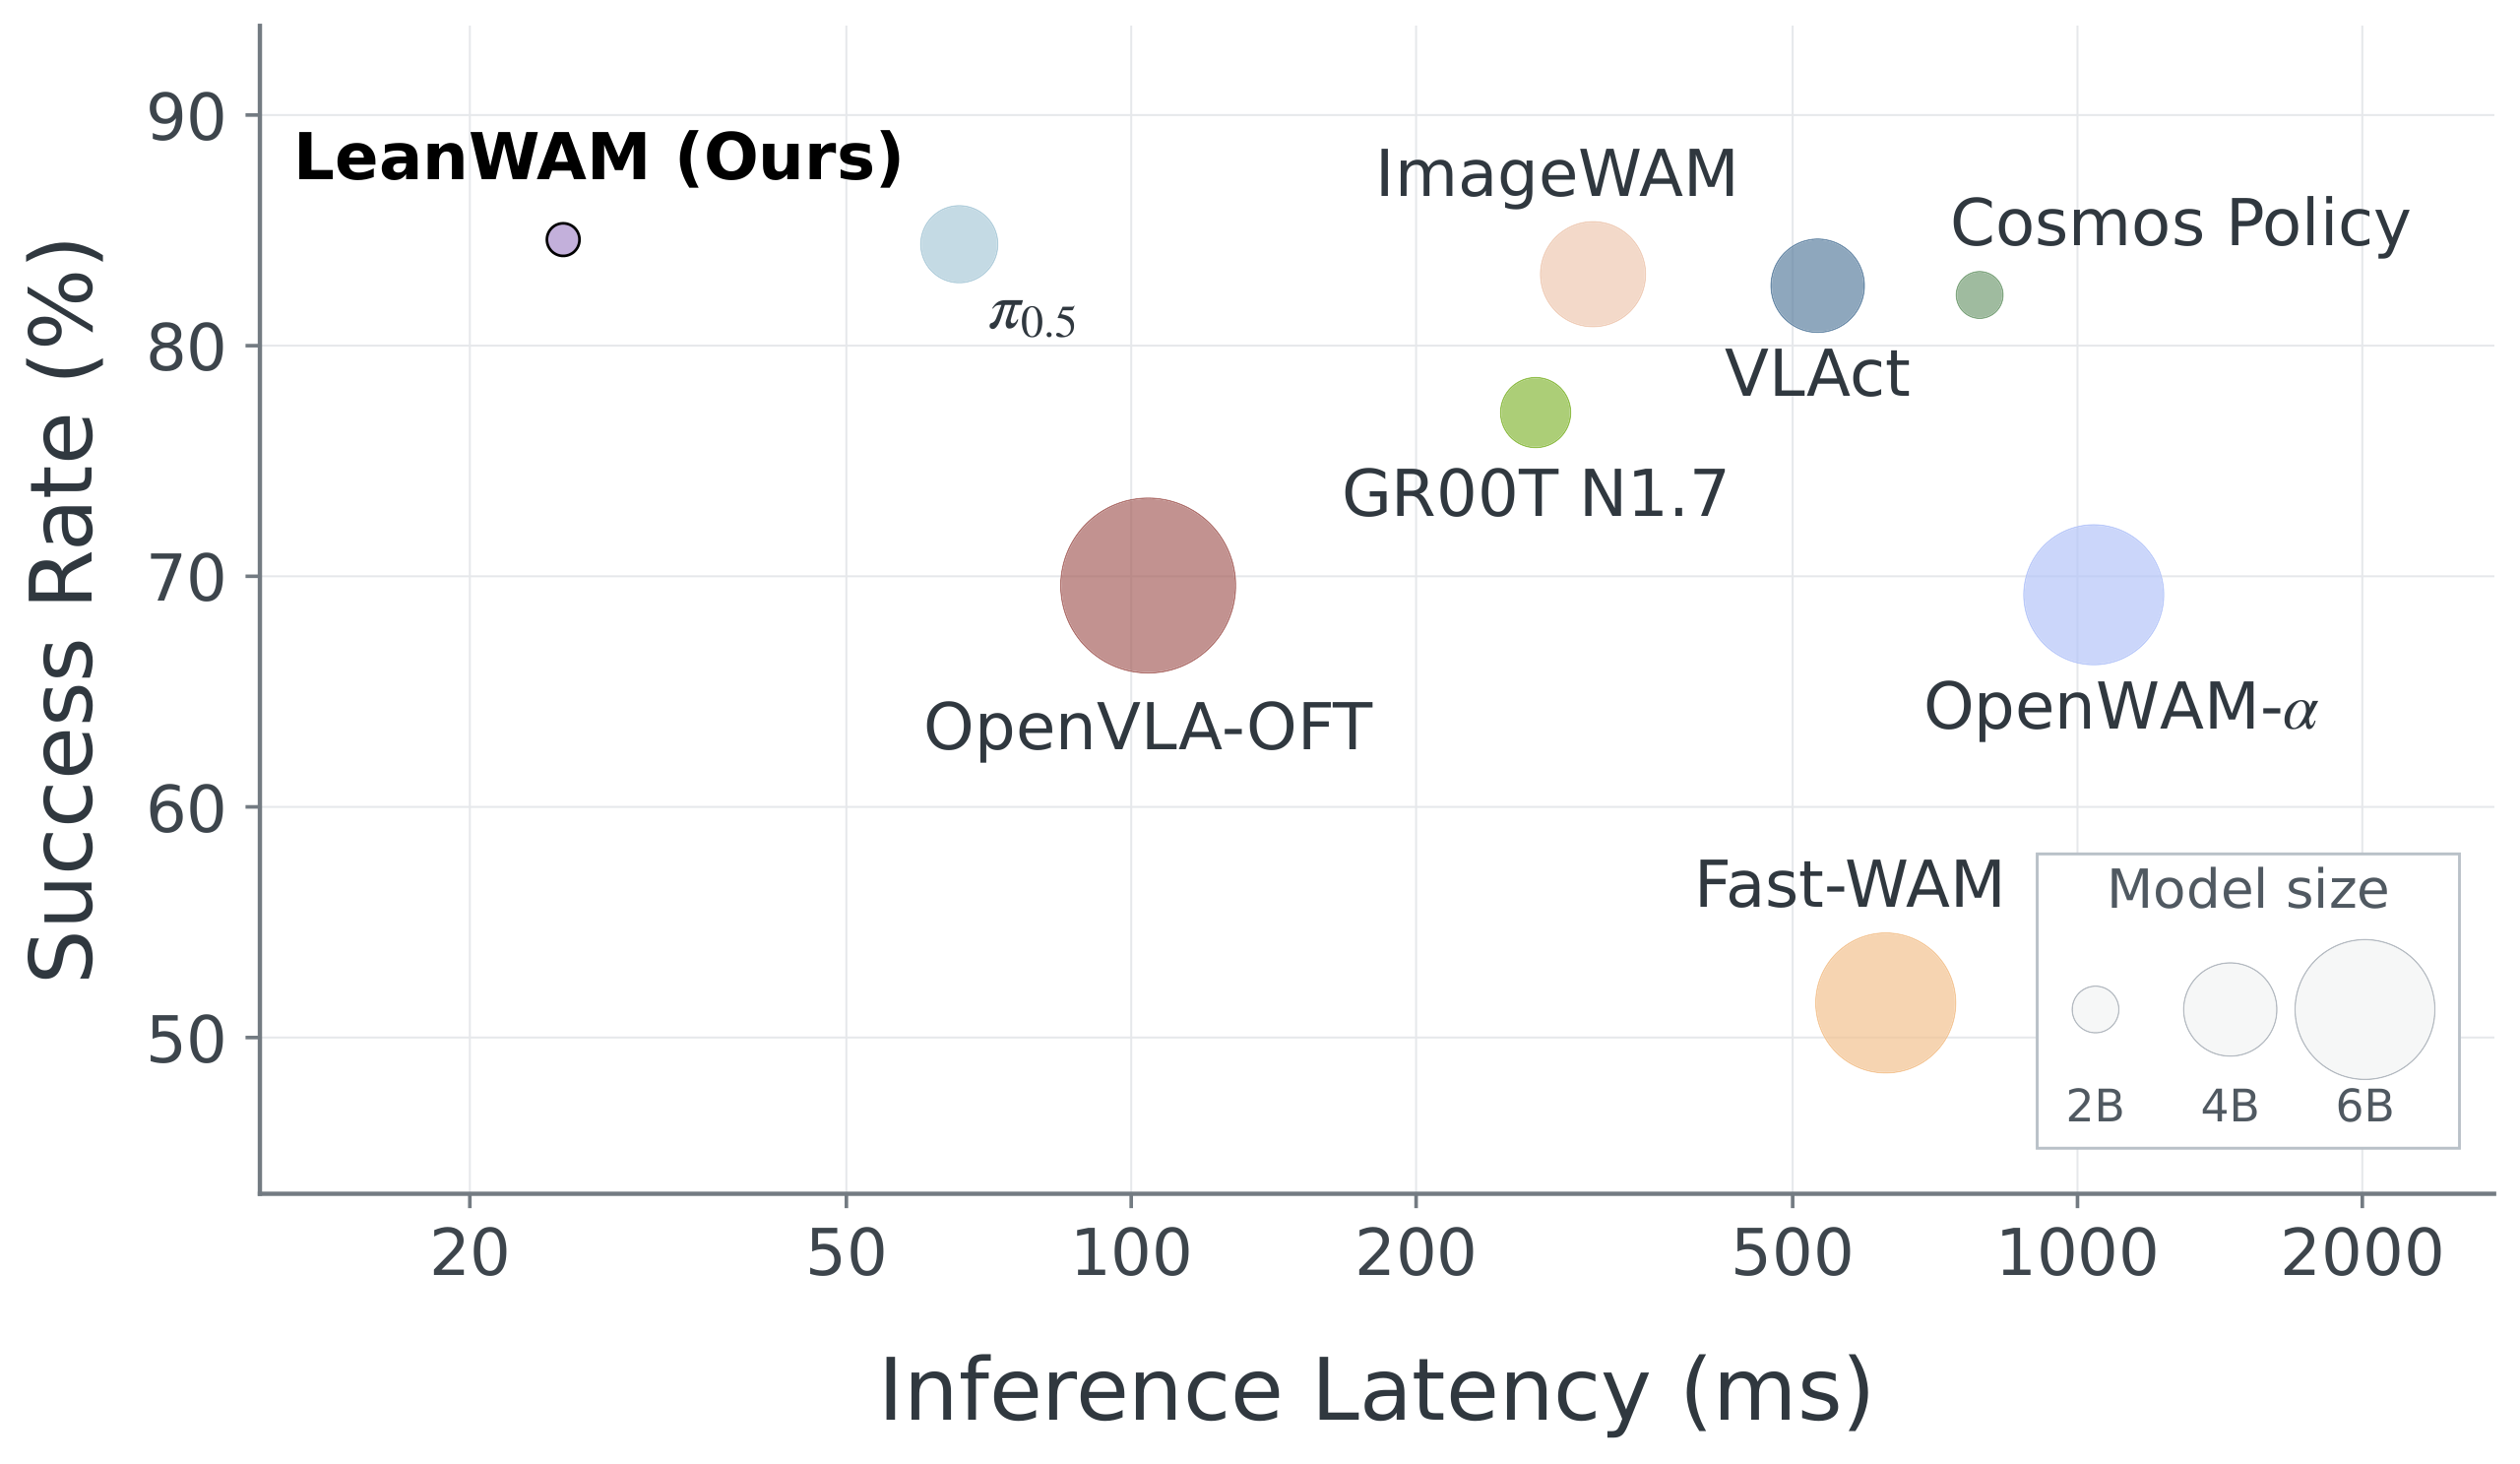 Success Rate (%)
90
80
70
60
50
LeanWAM (Ours)
π0.5
ImageWAM
Cosmos Policy
VLAct
GR00T N1.7
OpenVLA-OFT
OpenWAM-α
Fast-WAM
Model size
2B 4B 6B
20 50 100 200 500 1000 2000
Inference Latency (ms)